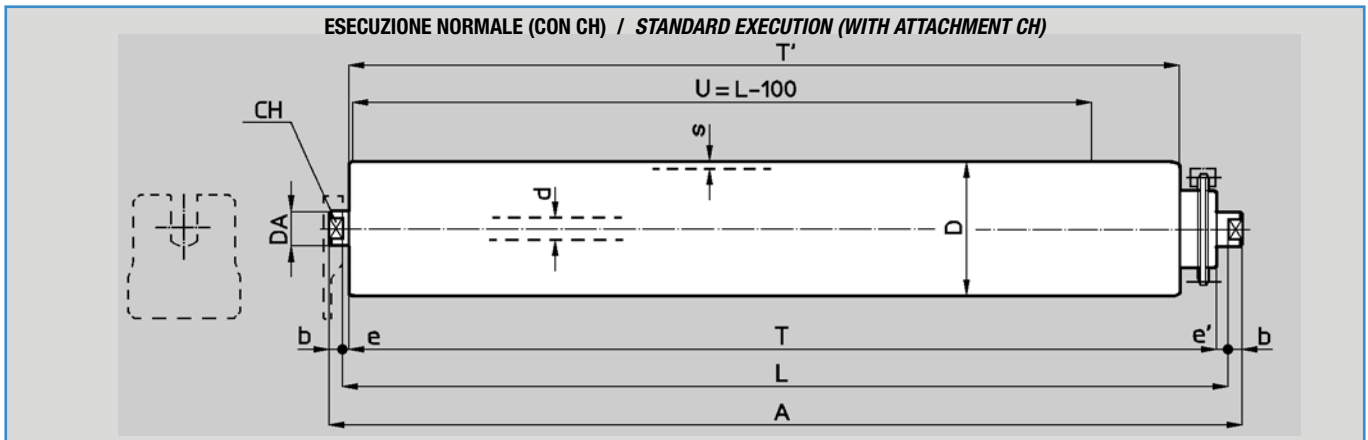 ESECUZIONE NORMALE (CON CH) / STANDARD EXECUTION (WITH ATTACHMENT CH)
T'
U = L-100
CH
s
d
DA
D
b
e
T
e'
b
L
A